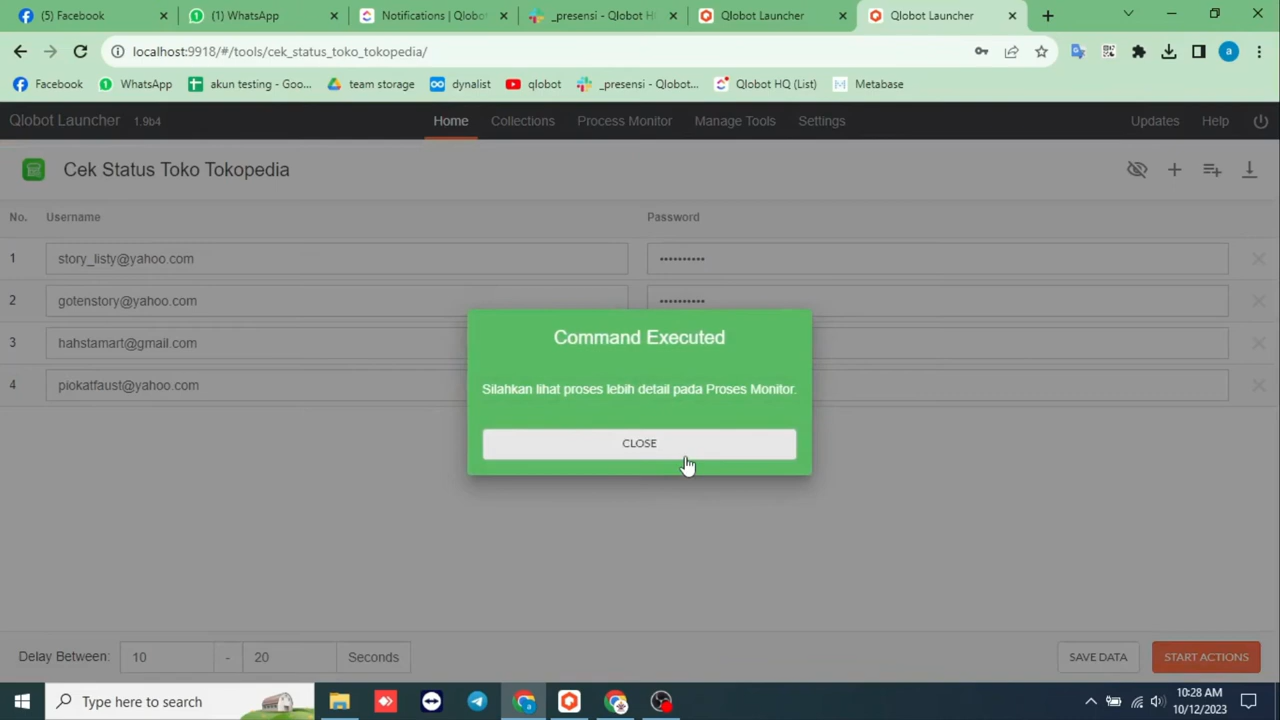 (5) Facebook
(1) WhatsApp
Notifications | Qlobot
_presensi - Qlobot H
Qlobot Launcher
Qlobot Launcher
localhost:9918/#/tools/cek_status_toko_tokopedia/
a
Facebook
WhatsApp
akun testing - Goo...
team storage
dynalist
qlobot
_presensi - Qlobot...
Qlobot HQ (List)
Metabase
Qlobot Launcher 1.9b4
Home
Collections
Process Monitor
Manage Tools
Settings
Updates
Help
Cek Status Toko Tokopedia
No. Username Password
1 story_listy@yahoo.com ••••••••••
2 gotenstory@yahoo.com ••••••••••
3 hahstamart@gmail.com
4 piokatfaust@yahoo.com
Command Executed
Silahkan lihat proses lebih detail pada Proses Monitor.
CLOSE
Delay Between: 10 - 20 Seconds
SAVE DATA
START ACTIONS
Type here to search
10:28 AM
10/12/2023